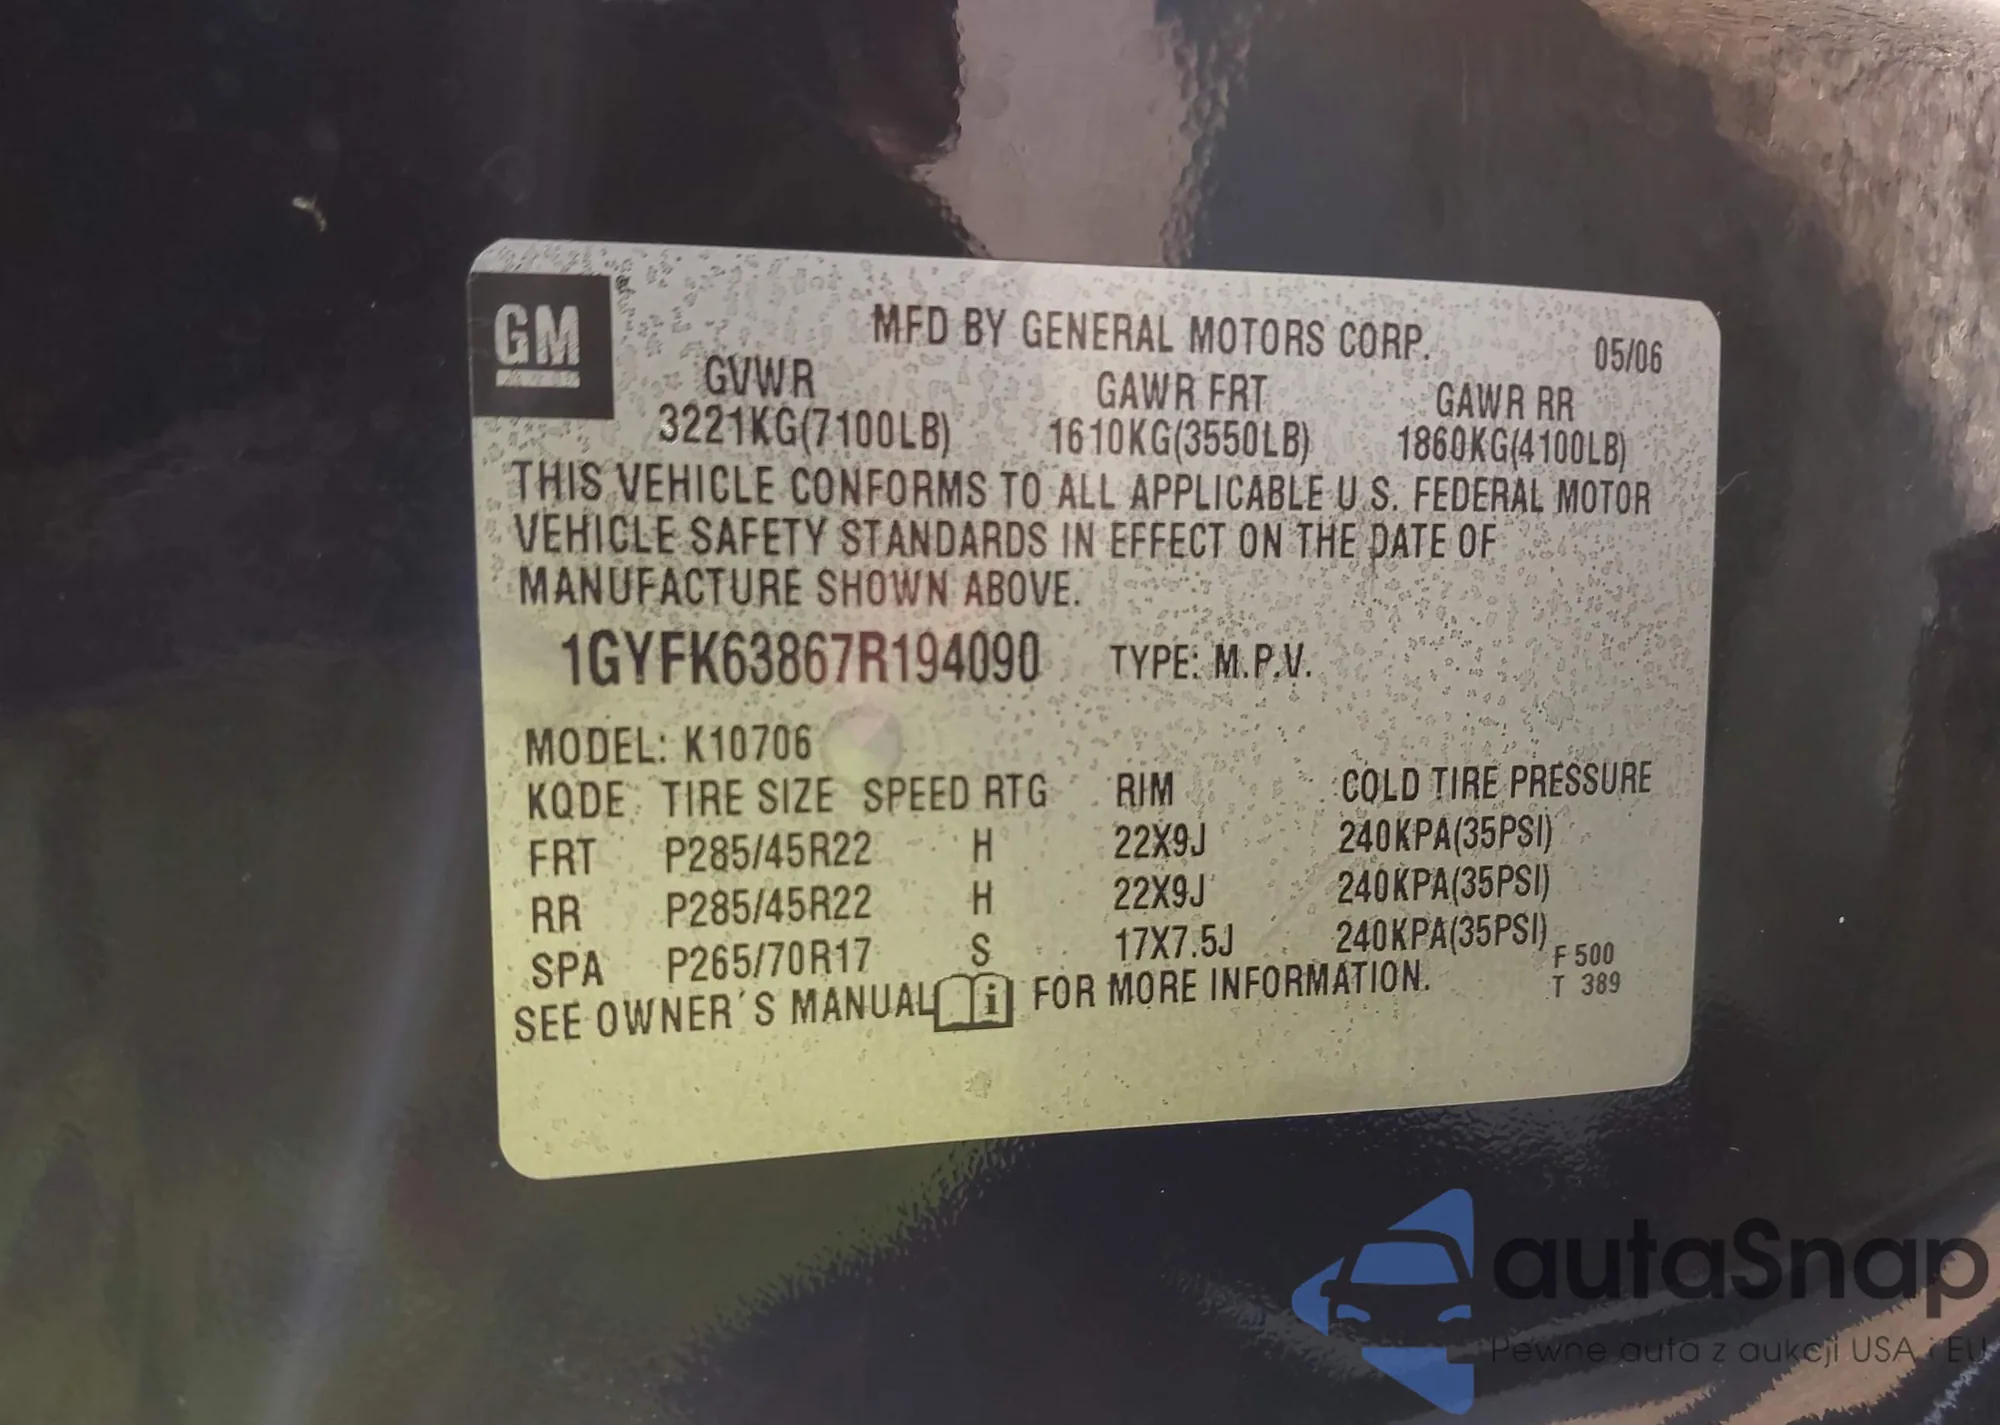 GM
MFD BY GENERAL MOTORS CORP. 05/06
GVWR GAWR FRT GAWR RR
3221KG(7100LB) 1610KG(3550LB) 1860KG(4100LB)
THIS VEHICLE CONFORMS TO ALL APPLICABLE U.S. FEDERAL MOTOR
VEHICLE SAFETY STANDARDS IN EFFECT ON THE DATE OF
MANUFACTURE SHOWN ABOVE.
1GYFK63867R194090 TYPE: M.P.V.
MODEL: K10706
KQDE TIRE SIZE SPEED RTG RIM COLD TIRE PRESSURE
FRT P285/45R22 H 22X9J 240KPA(35PSI)
RR P285/45R22 H 22X9J 240KPA(35PSI)
SPA P265/70R17 S 17X7.5J 240KPA(35PSI)
F 500
SEE OWNER´S MANUAL i FOR MORE INFORMATION.
T 389
autaSnap
Pewne auta z aukcji USA i EU